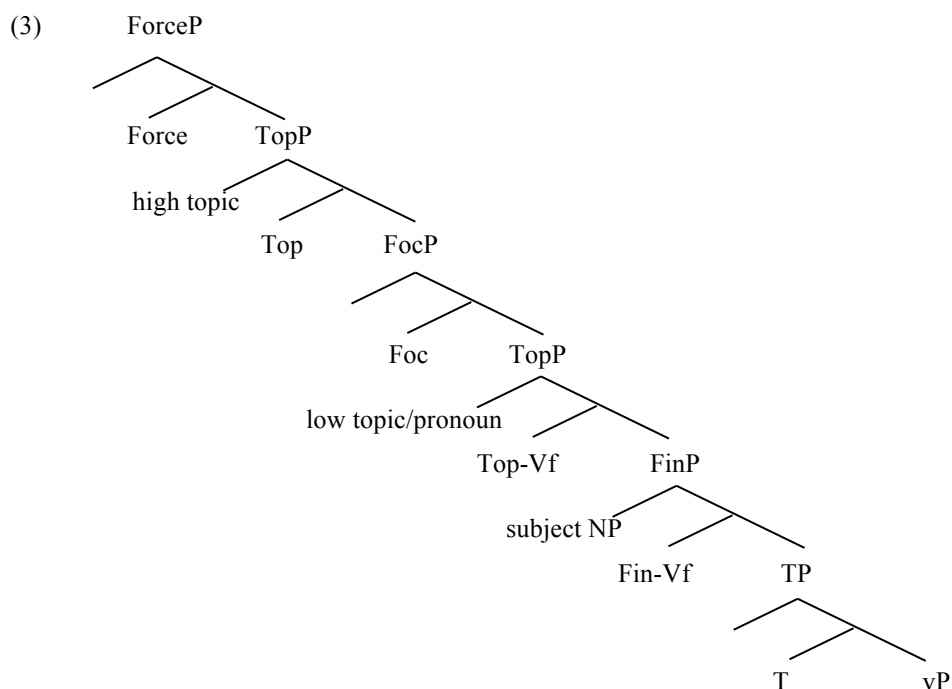 (3) ForceP
Force TopP
high topic
Top FocP
Foc TopP
low topic/pronoun
Top-Vf FinP
subject NP
Fin-Vf TP
T vP